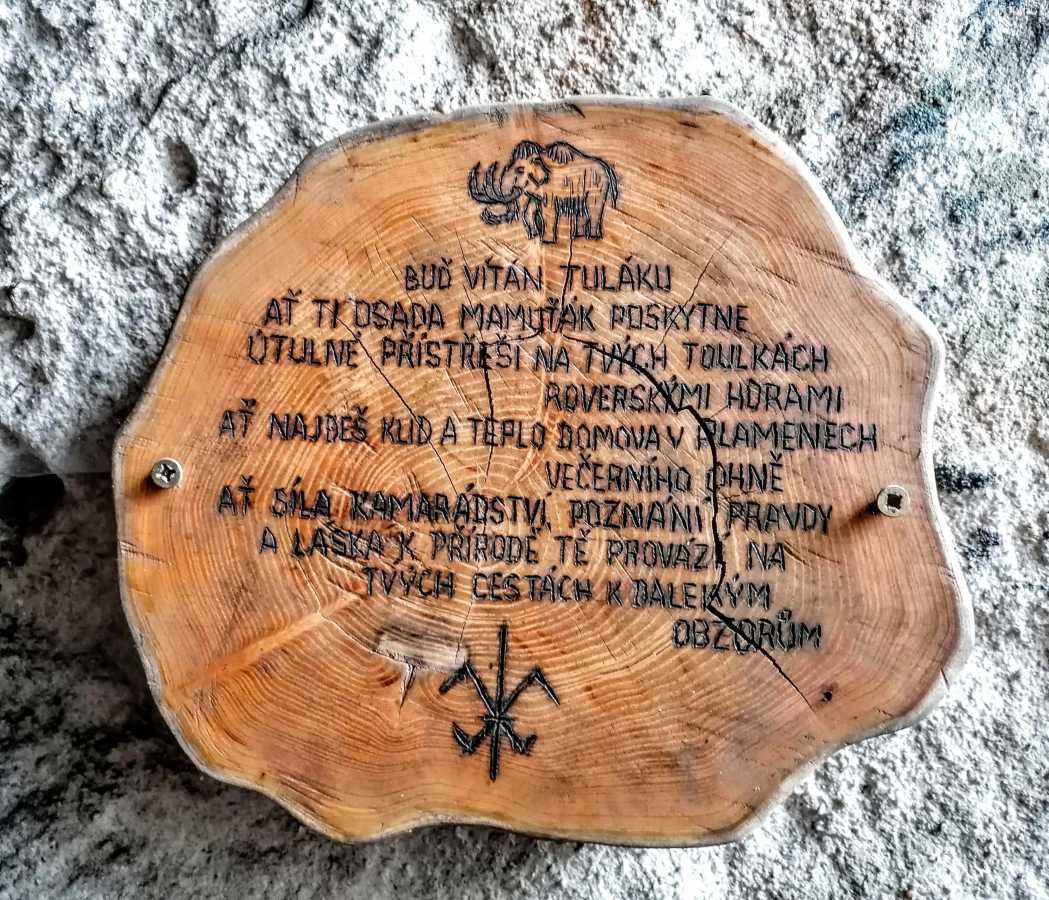 BUĎ VÍTÁN TULÁKU
AŤ TI OSADA MAMUŤÁK POSKYTNE
ÚTULNÉ PŘÍSTŘEŠÍ NA TVÝCH TOULKÁCH
ROVERSKÝMI HORAMI
AŤ NAJDEŠ KLID A TEPLO DOMOVA V PLAMENECH
VEČERNÍHO OHNĚ
AŤ SÍLA KAMARÁDSTVÍ, POZNÁNÍ PRAVDY
A LÁSKA K PŘÍRODĚ TĚ PROVÁZÍ NA
TVÝCH CESTÁCH K DALEKÝM
OBZORŮM